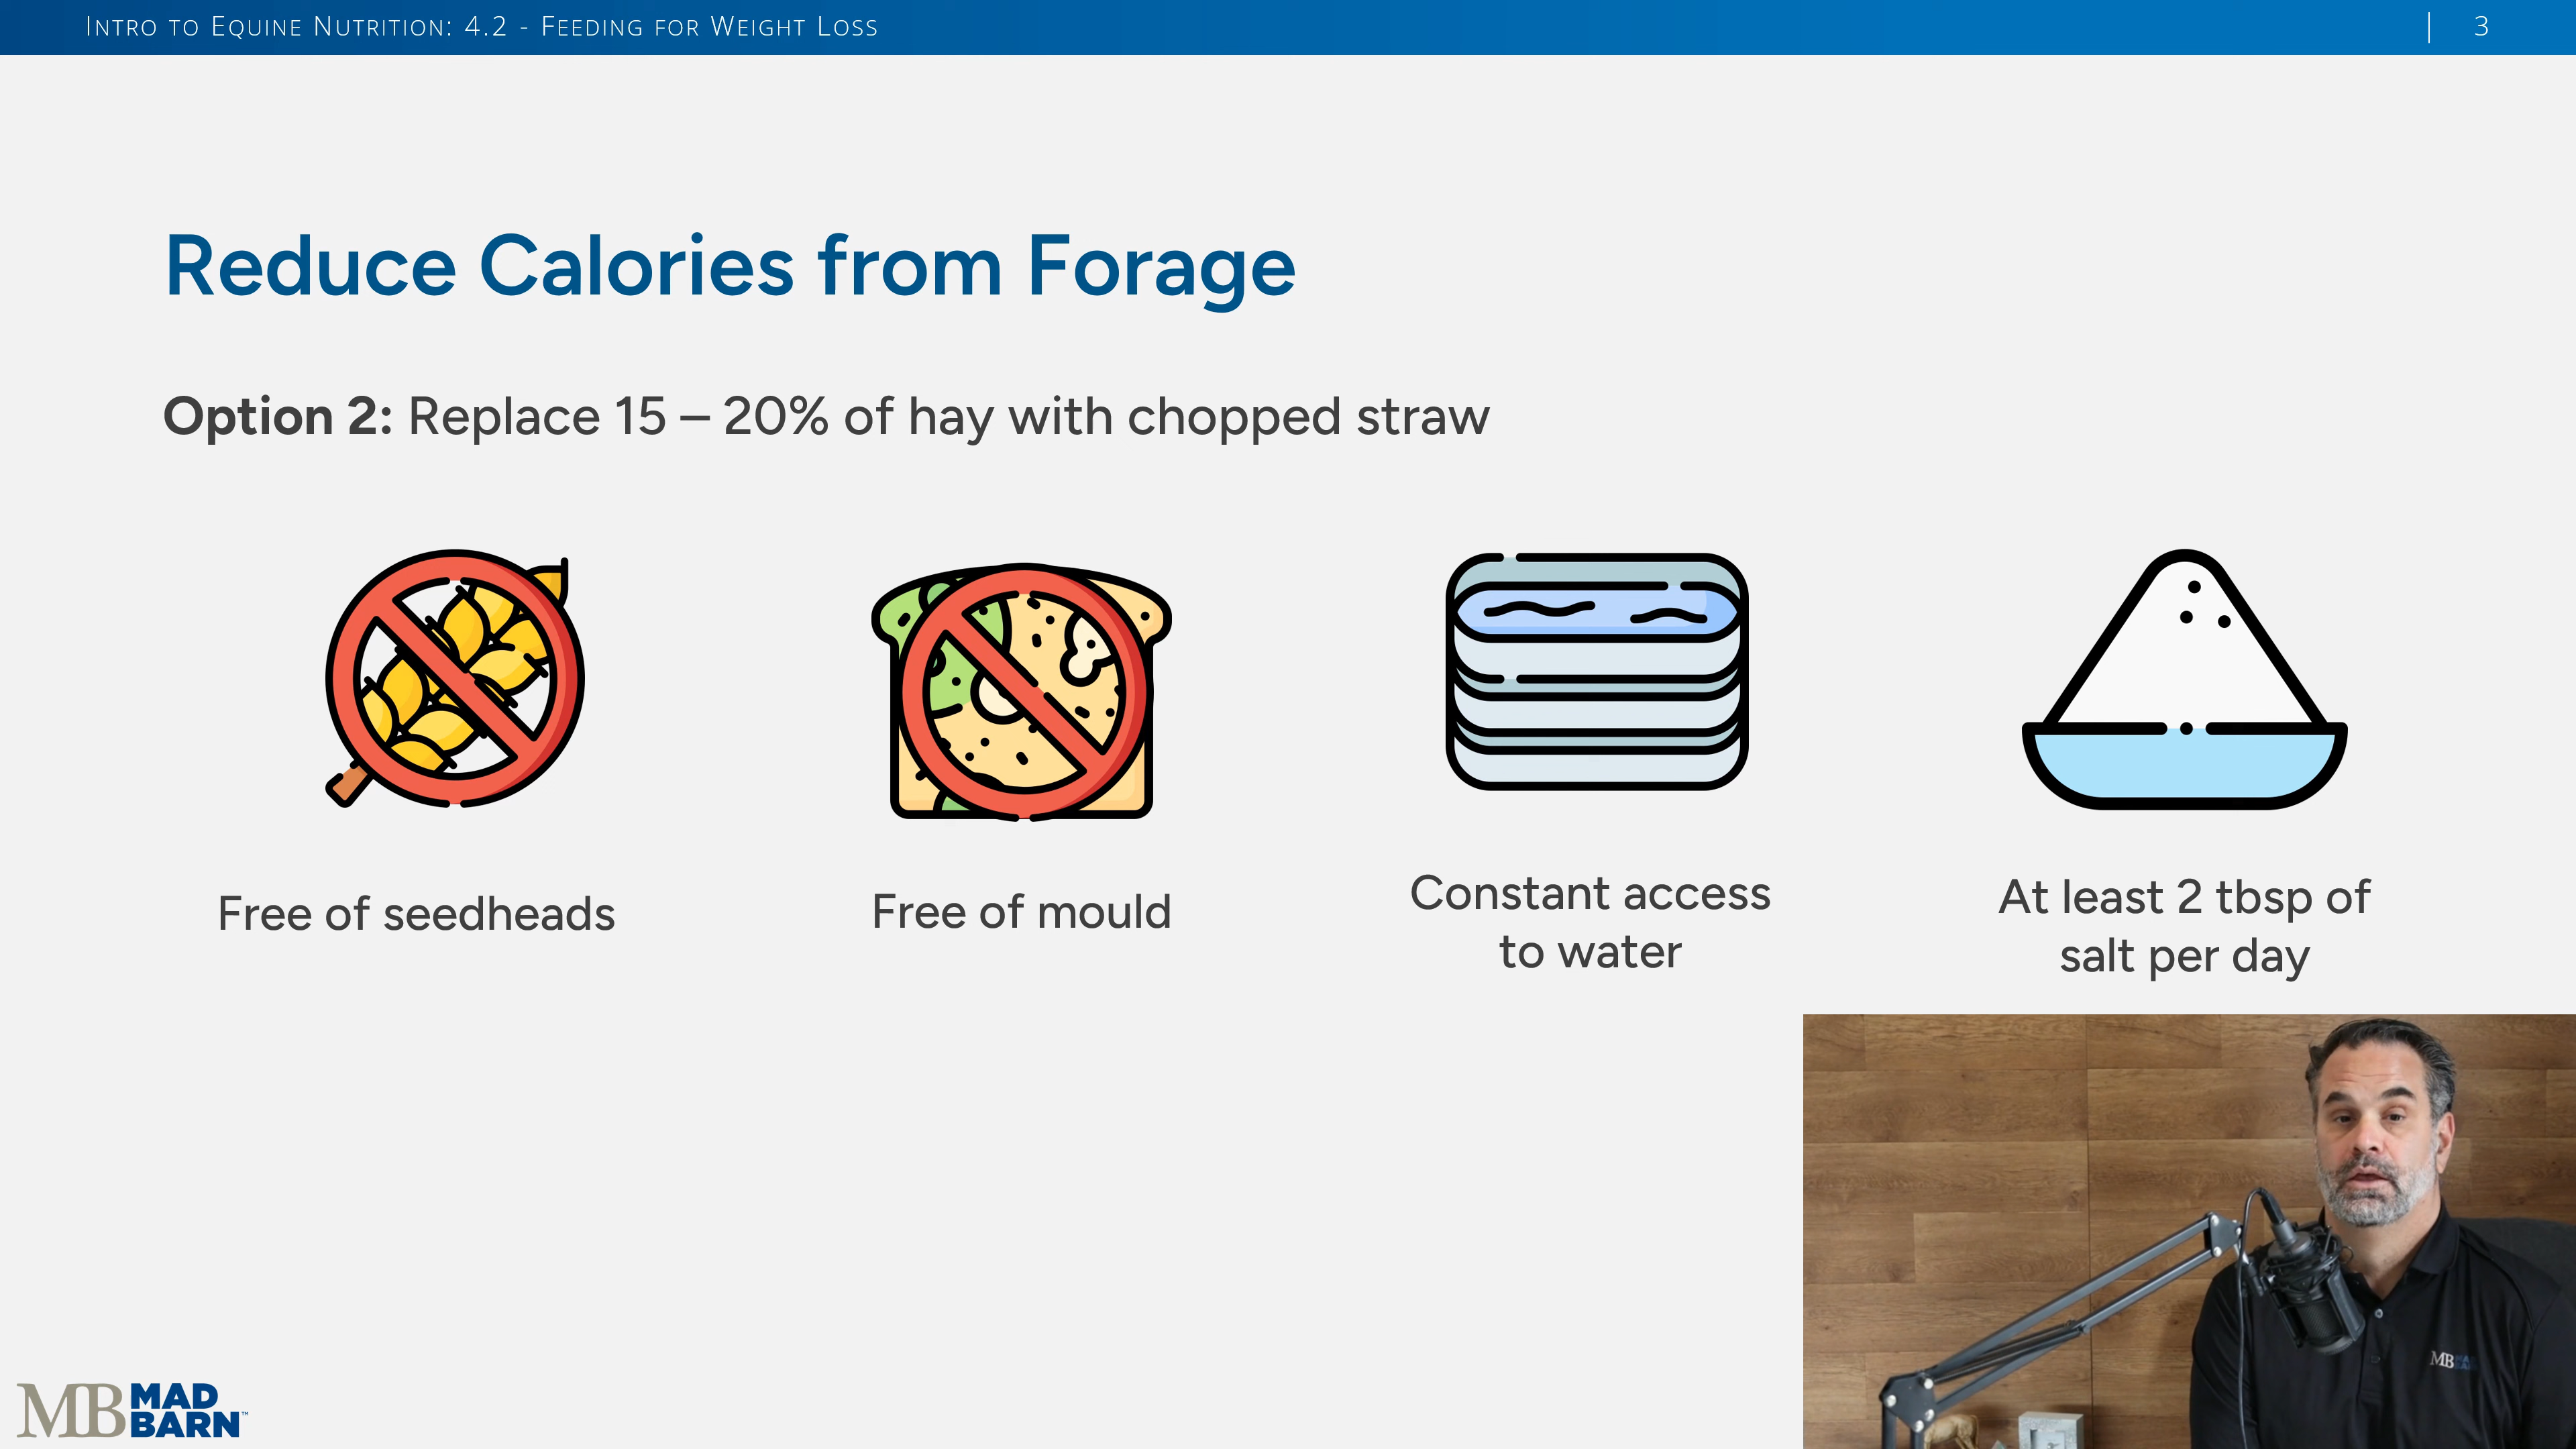 Intro to Equine Nutrition: 4.2 - Feeding for Weight Loss
3
Reduce Calories from Forage
Option 2: Replace 15 – 20% of hay with chopped straw
Free of seedheads
Free of mould
Constant access
to water
At least 2 tbsp of
salt per day
MB
MB MAD
BARN™